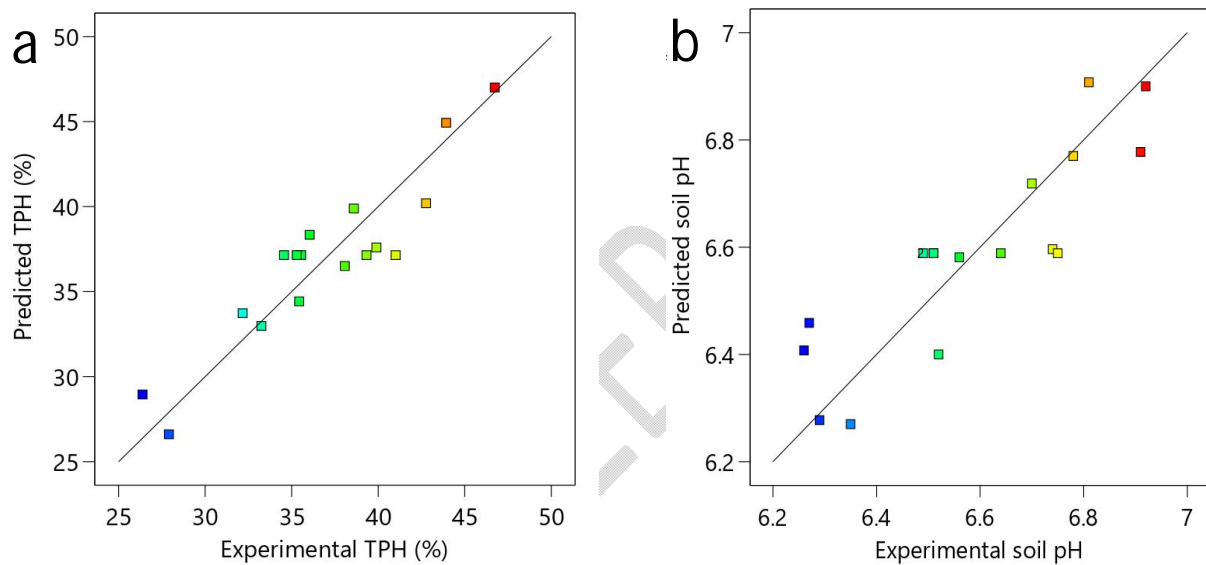 a
50
45
40
35
30
25
Predicted TPH (%)
25 30 35 40 45 50
Experimental TPH (%)
b
7
6.8
6.6
6.4
6.2
Predicted soil pH
2
6.2 6.4 6.6 6.8 7
Experimental soil pH